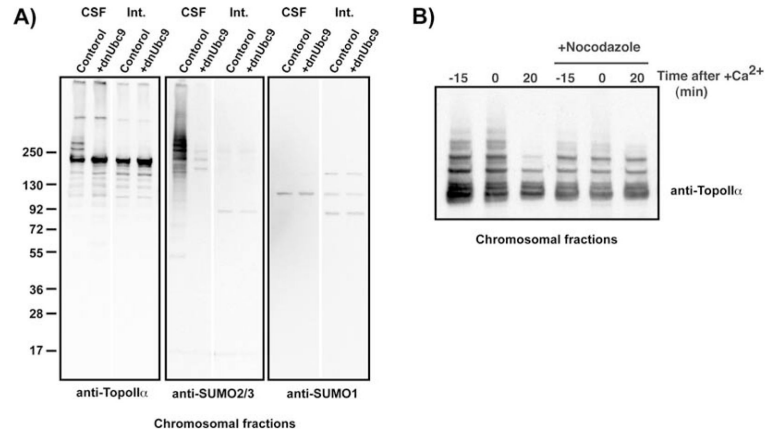 A)
CSF Int. CSF Int. CSF Int.
Contorol +dnUbc9 Contorol +dnUbc9 Contorol +dnUbc9 Contorol +dnUbc9 Contorol +dnUbc9 Contorol +dnUbc9
250
130
92
72
55
36
28
17
anti-TopoIIα anti-SUMO2/3 anti-SUMO1
Chromosomal fractions
B)
+Nocodazole
-15 0 20 -15 0 20 Time after +Ca2+
(min)
anti-TopoIIα
Chromosomal fractions